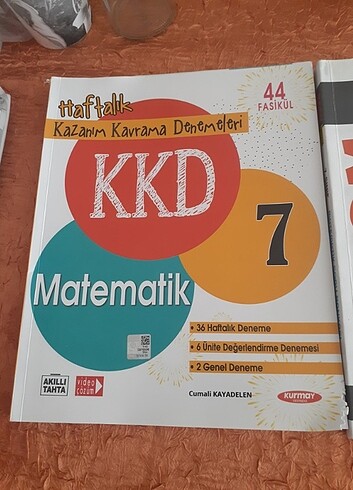 Haftalık
Kazanım Kavrama Denemeleri
44
FASİKÜL
KKD
7
Matematik
• 36 Haftalık Deneme
• 6 Ünite Değerlendirme Denemesi
• 2 Genel Deneme
AKILLI
TAHTA
video
çözüm
Cumali KAYADELEN
kurmay